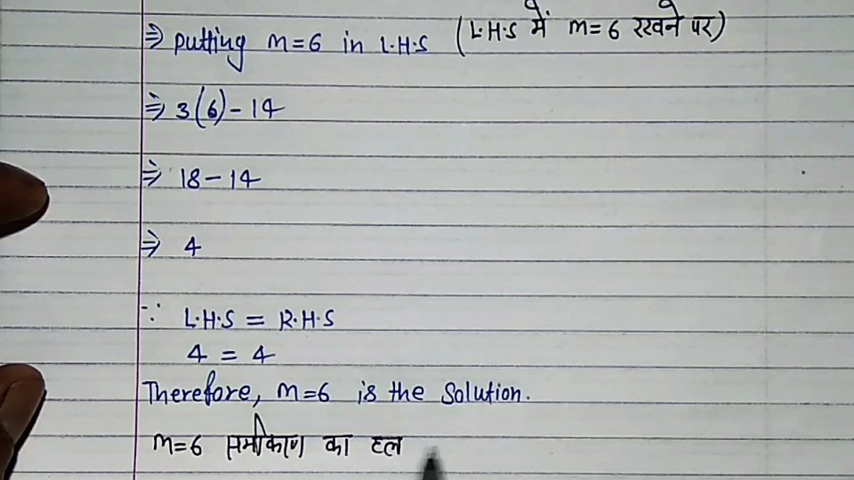 ⇒ Putting m=6 in L.H.S (L.H.S में m=6 रखने पर)
⇒ 3(6)-14
⇒ 18-14
⇒ 4
∵ L.H.S = R.H.S
4 = 4
Therefore, m=6 is the solution.
m=6 समीकरण का हल